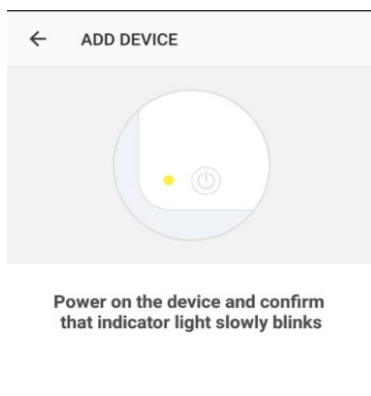 ADD DEVICE
Power on the device and confirm
that indicator light slowly blinks